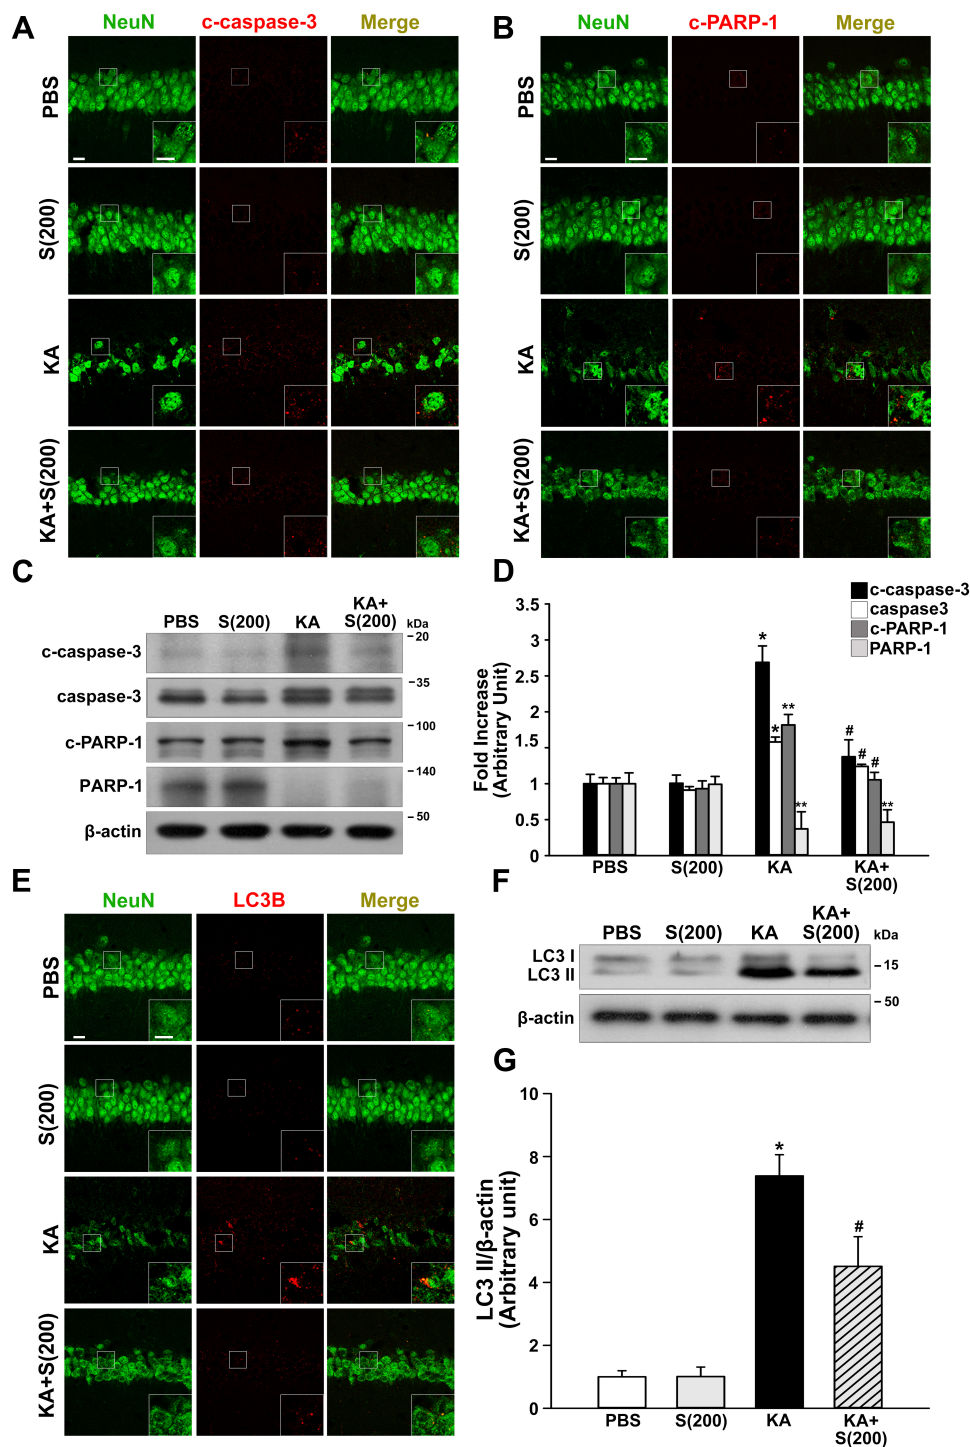 A
NeuN c-caspase-3 Merge
PBS
S(200)
KA
KA+S(200)
B
NeuN c-PARP-1 Merge
PBS
S(200)
KA
KA+S(200)
C
PBS S(200) KA KA+
S(200)
kDa
c-caspase-3
20
caspase-3
35
c-PARP-1
100
PARP-1
140
β-actin
50
D
c-caspase-3
caspase3
c-PARP-1
PARP-1
Fold Increase
(Arbitrary Unit)
3.5
3
2.5
2
1.5
1
0.5
0
*
*
**
**
#
#
#
**
PBS S(200) KA KA+
S(200)
E
NeuN LC3B Merge
PBS
S(200)
KA
KA+S(200)
F
PBS S(200) KA KA+
S(200)
kDa
LC3 I
LC3 II
15
β-actin
50
G
LC3 II/β-actin
(Arbitrary unit)
10
8
6
4
2
0
*
#
PBS S(200) KA KA+
S(200)